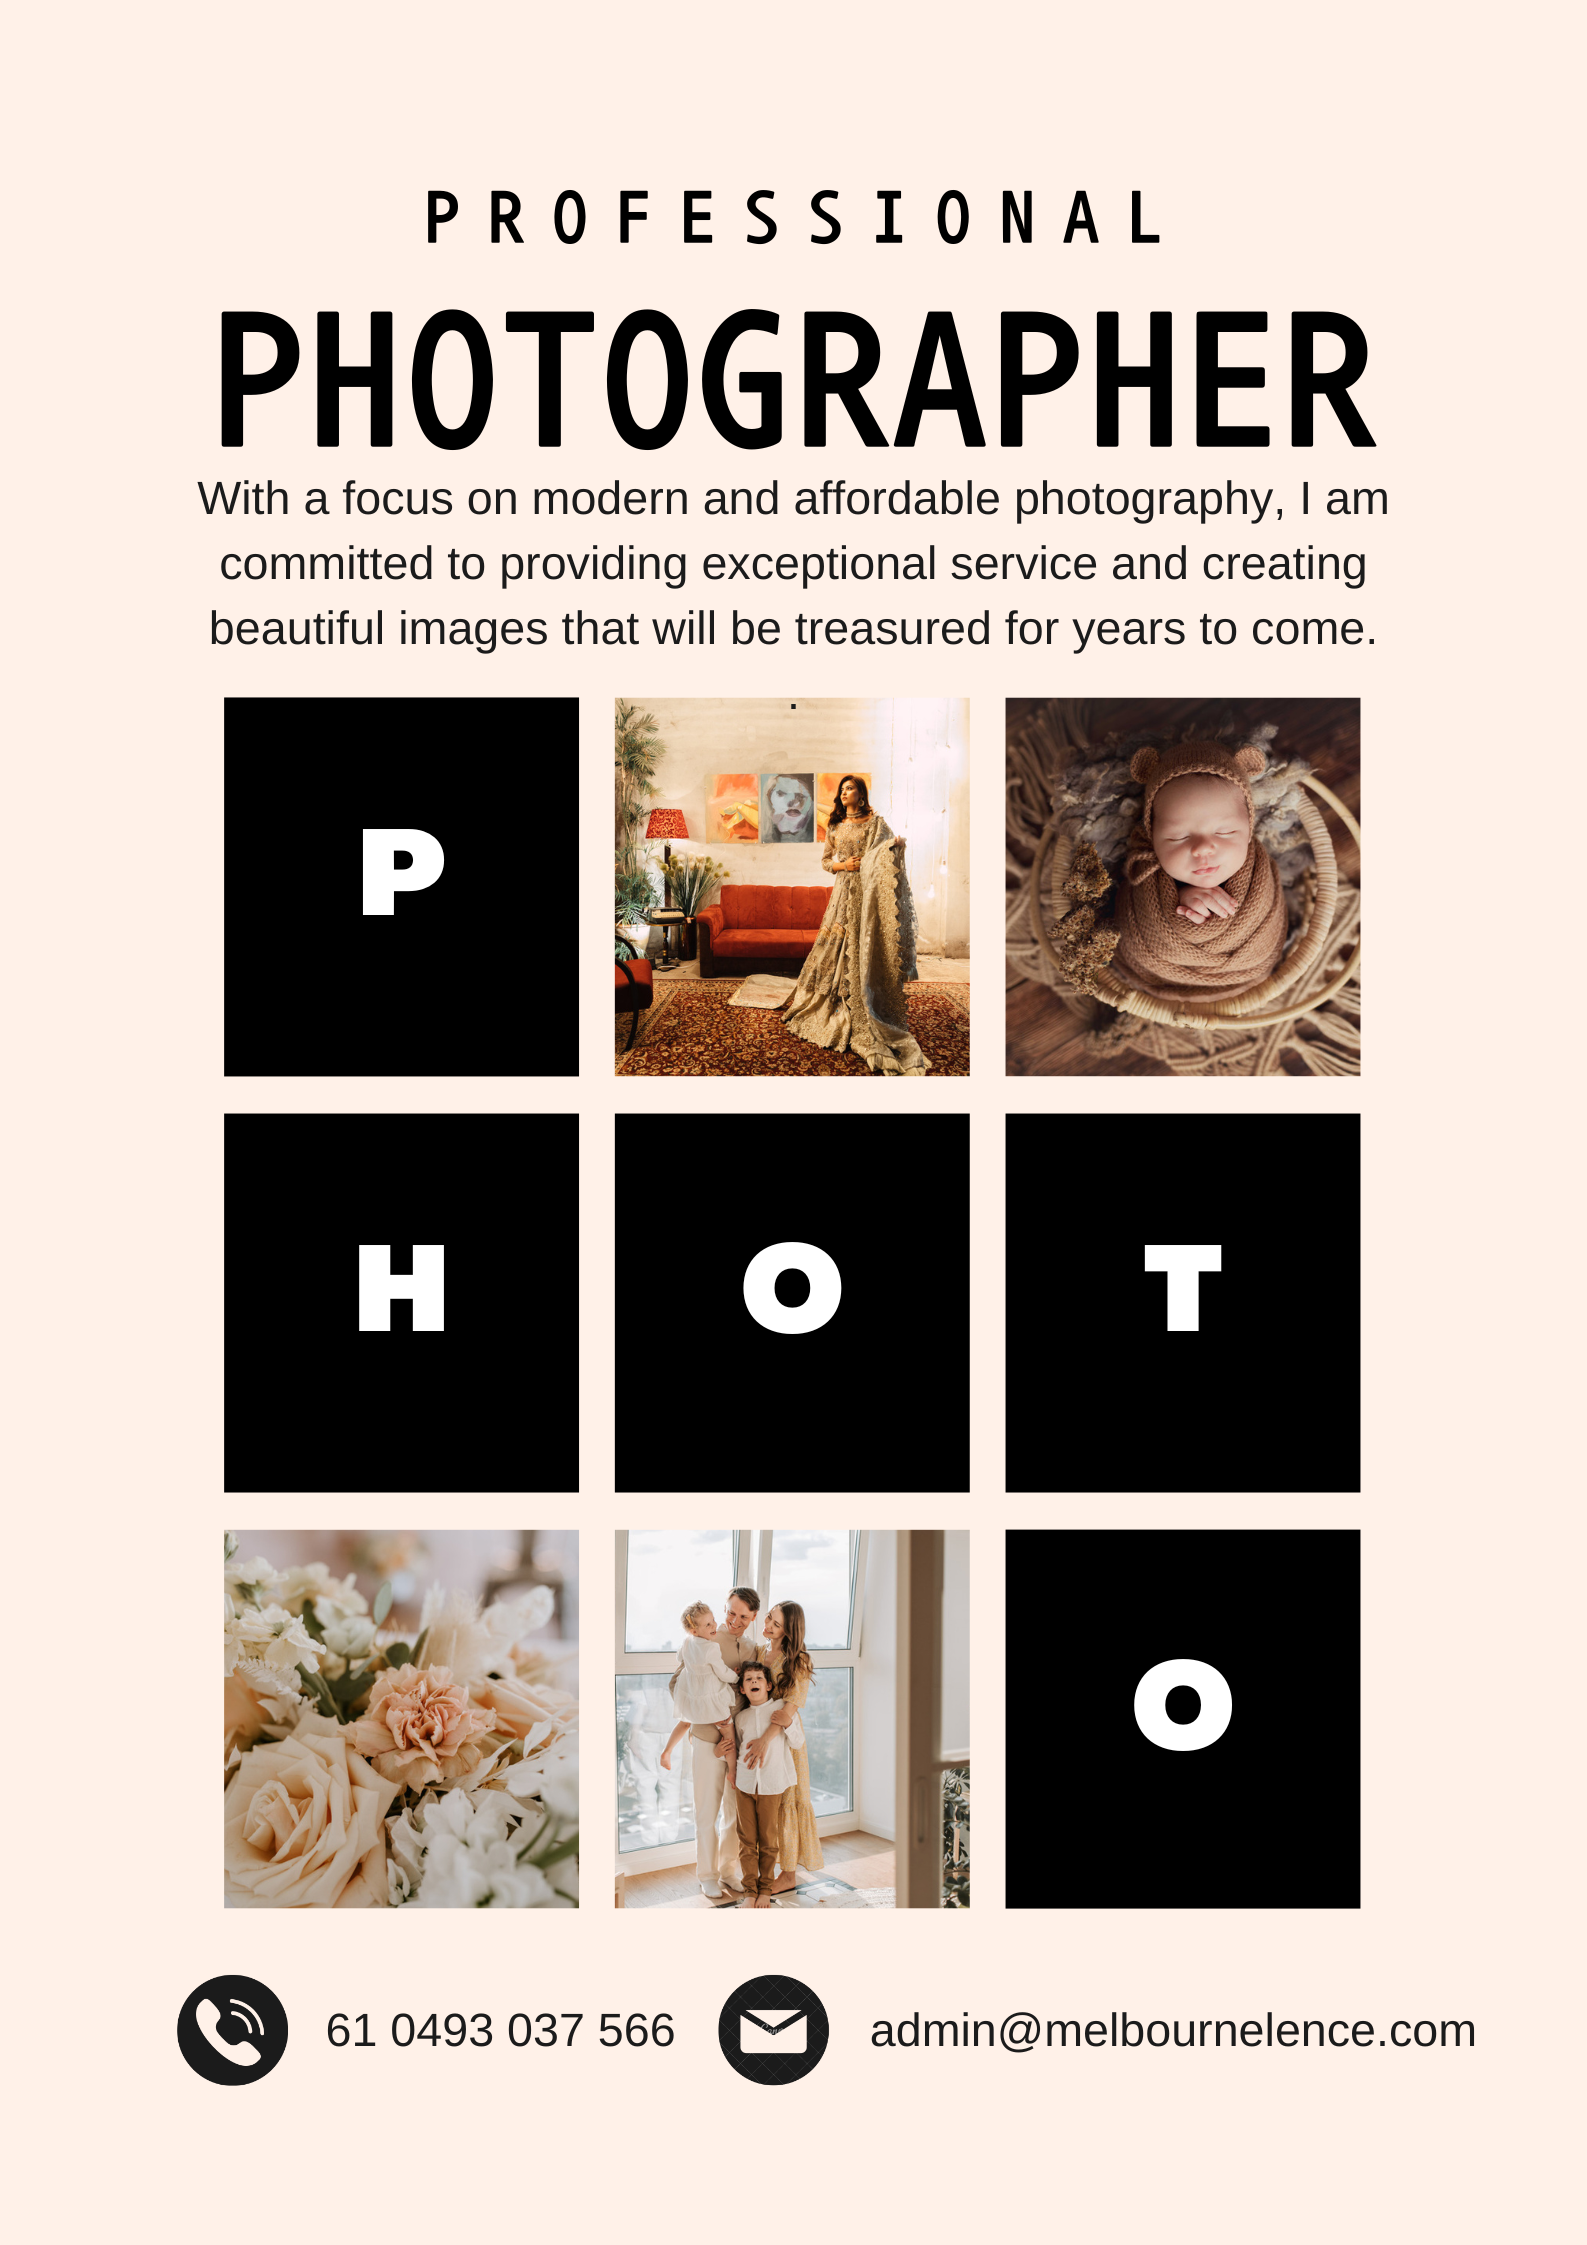 PROFESSIONAL
PHOTOGRAPHER
With a focus on modern and affordable photography, I am
committed to providing exceptional service and creating
beautiful images that will be treasured for years to come.
.
P
H O T
O
61 0493 037 566 admin@melbournelence.com